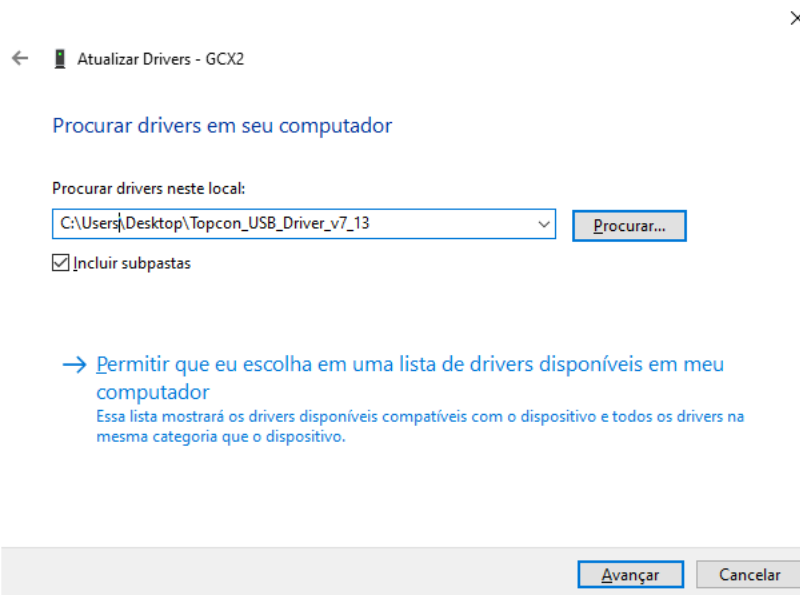 Atualizar Drivers - GCX2
Procurar drivers em seu computador
Procurar drivers neste local:
C:\Users\Desktop\Topcon_USB_Driver_v7_13
Procurar...
Incluir subpastas
Permitir que eu escolha em uma lista de drivers disponíveis em meu
computador
Essa lista mostrará os drivers disponíveis compatíveis com o dispositivo e todos os drivers na
mesma categoria que o dispositivo.
Avançar
Cancelar